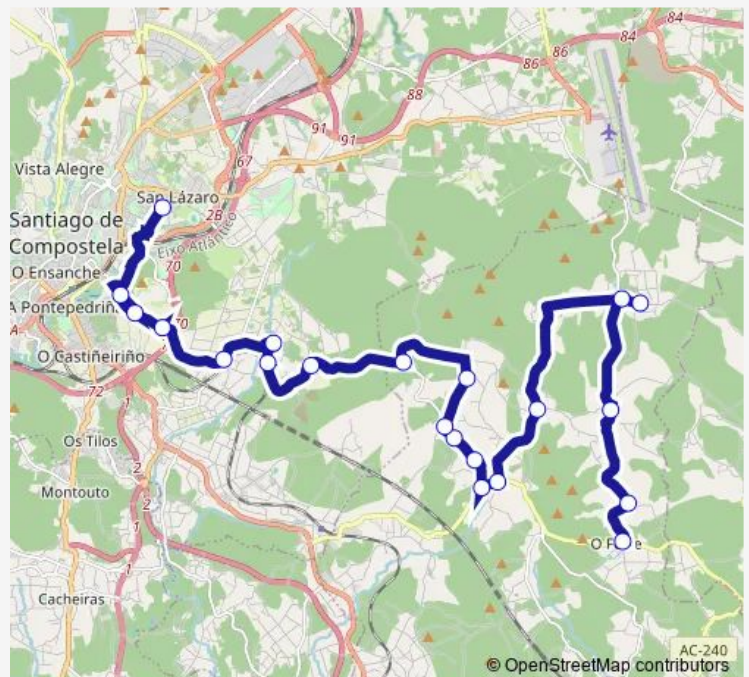 84
84
86
86
88
91
91
67
Vista Alegre
San Lázaro
2B
Santiago de
Compostela
Eixo Atlántico
O Ensanche
70
A Pontepedriña
70
A
O Castiñeiriño
72
1
Os Tilos
2
Montouto
2
1
1
Cacheiras
AC-240
© OpenStreetMap contributors